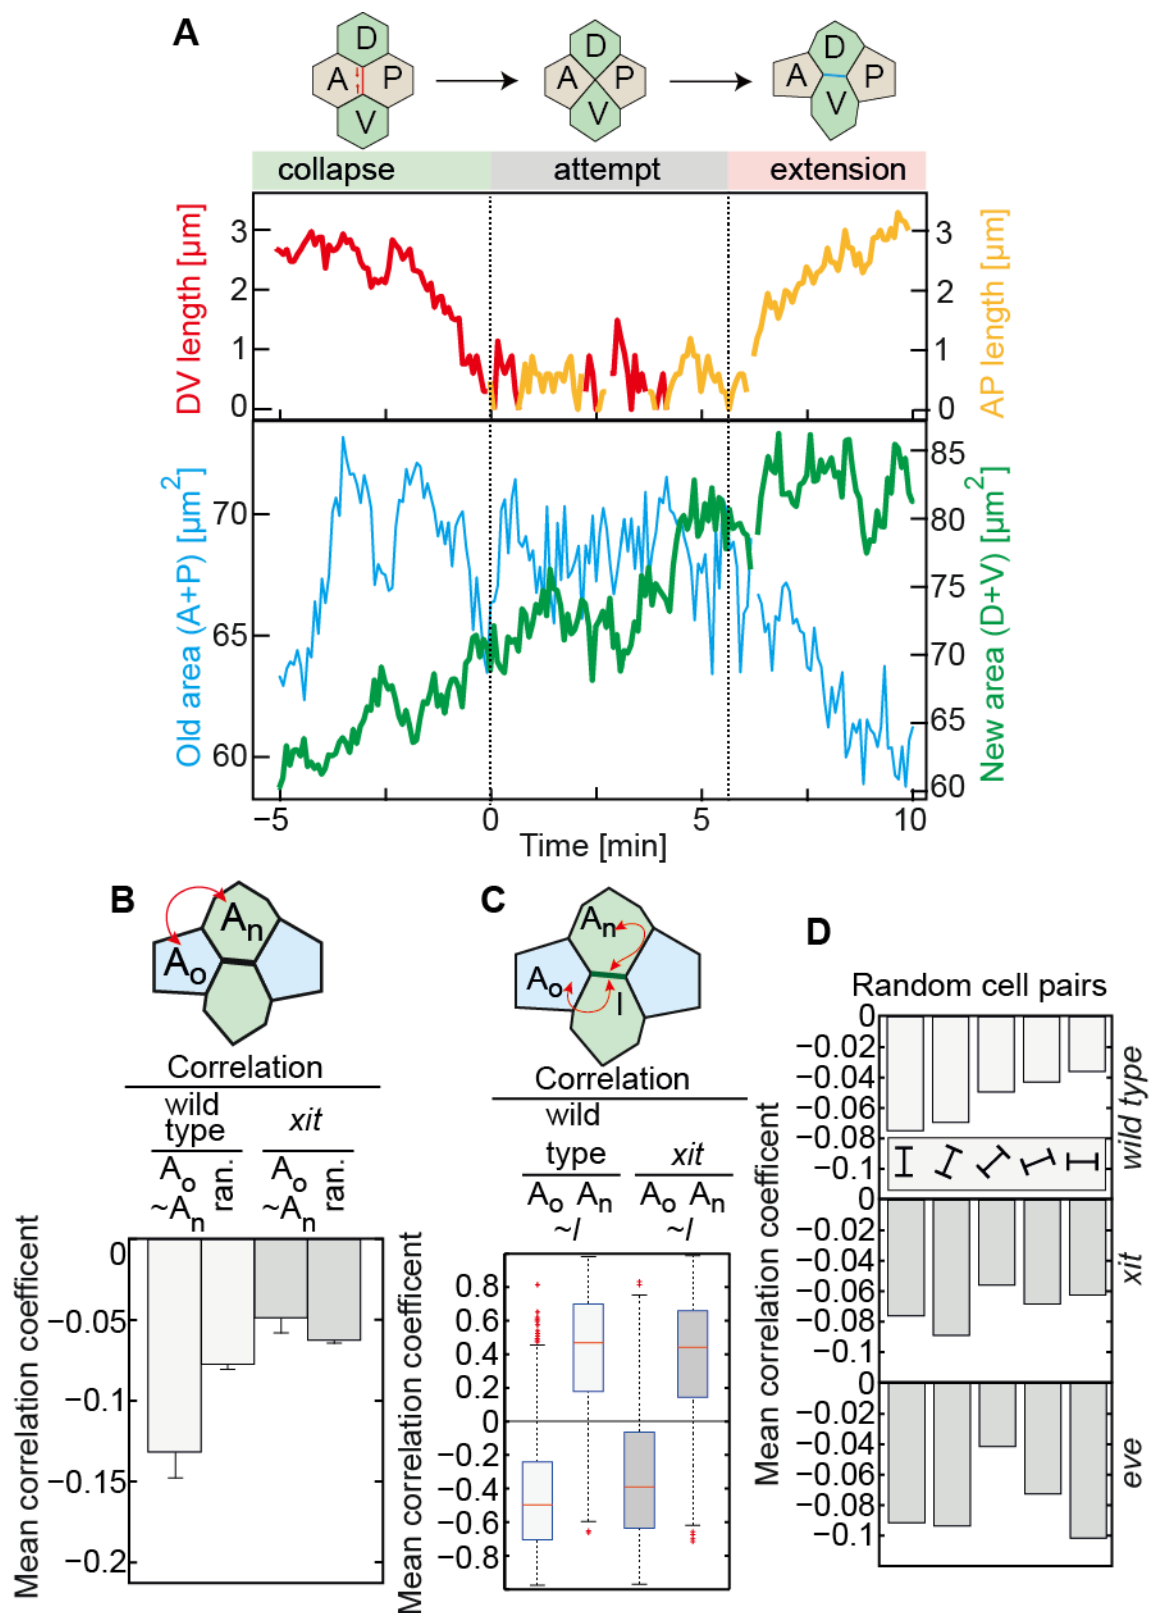 A
D
A P
V
D
A P
V
D
A P
V
collapse attempt extension
DV length [µm]
3
2
1
0
3
2
1
0
AP length [µm]
Old area (A+P) [µm²]
70
65
60
85
80
75
70
65
60
New area (D+V) [µm²]
−5 0 5 10
Time [min]
B
Aₙ
Aₒ
Correlation
wild type xit
Aₒ ~Aₙ ran. Aₒ ~Aₙ ran.
Mean correlation coefficent
0
−0.05
−0.1
−0.15
−0.2
C
Aₙ
Aₒ
l
Correlation
wild
type xit
Aₒ Aₙ Aₒ Aₙ
~l ~l
Mean correlation coefficent
0.8
0.6
0.4
0.2
0
−0.2
−0.4
−0.6
−0.8
D
Random cell pairs
Mean correlation coefficent
0
−0.02
−0.04
−0.06
−0.08
−0.1
wild type
0
−0.02
−0.04
−0.06
−0.08
−0.1
xit
0
−0.02
−0.04
−0.06
−0.08
−0.1
eve